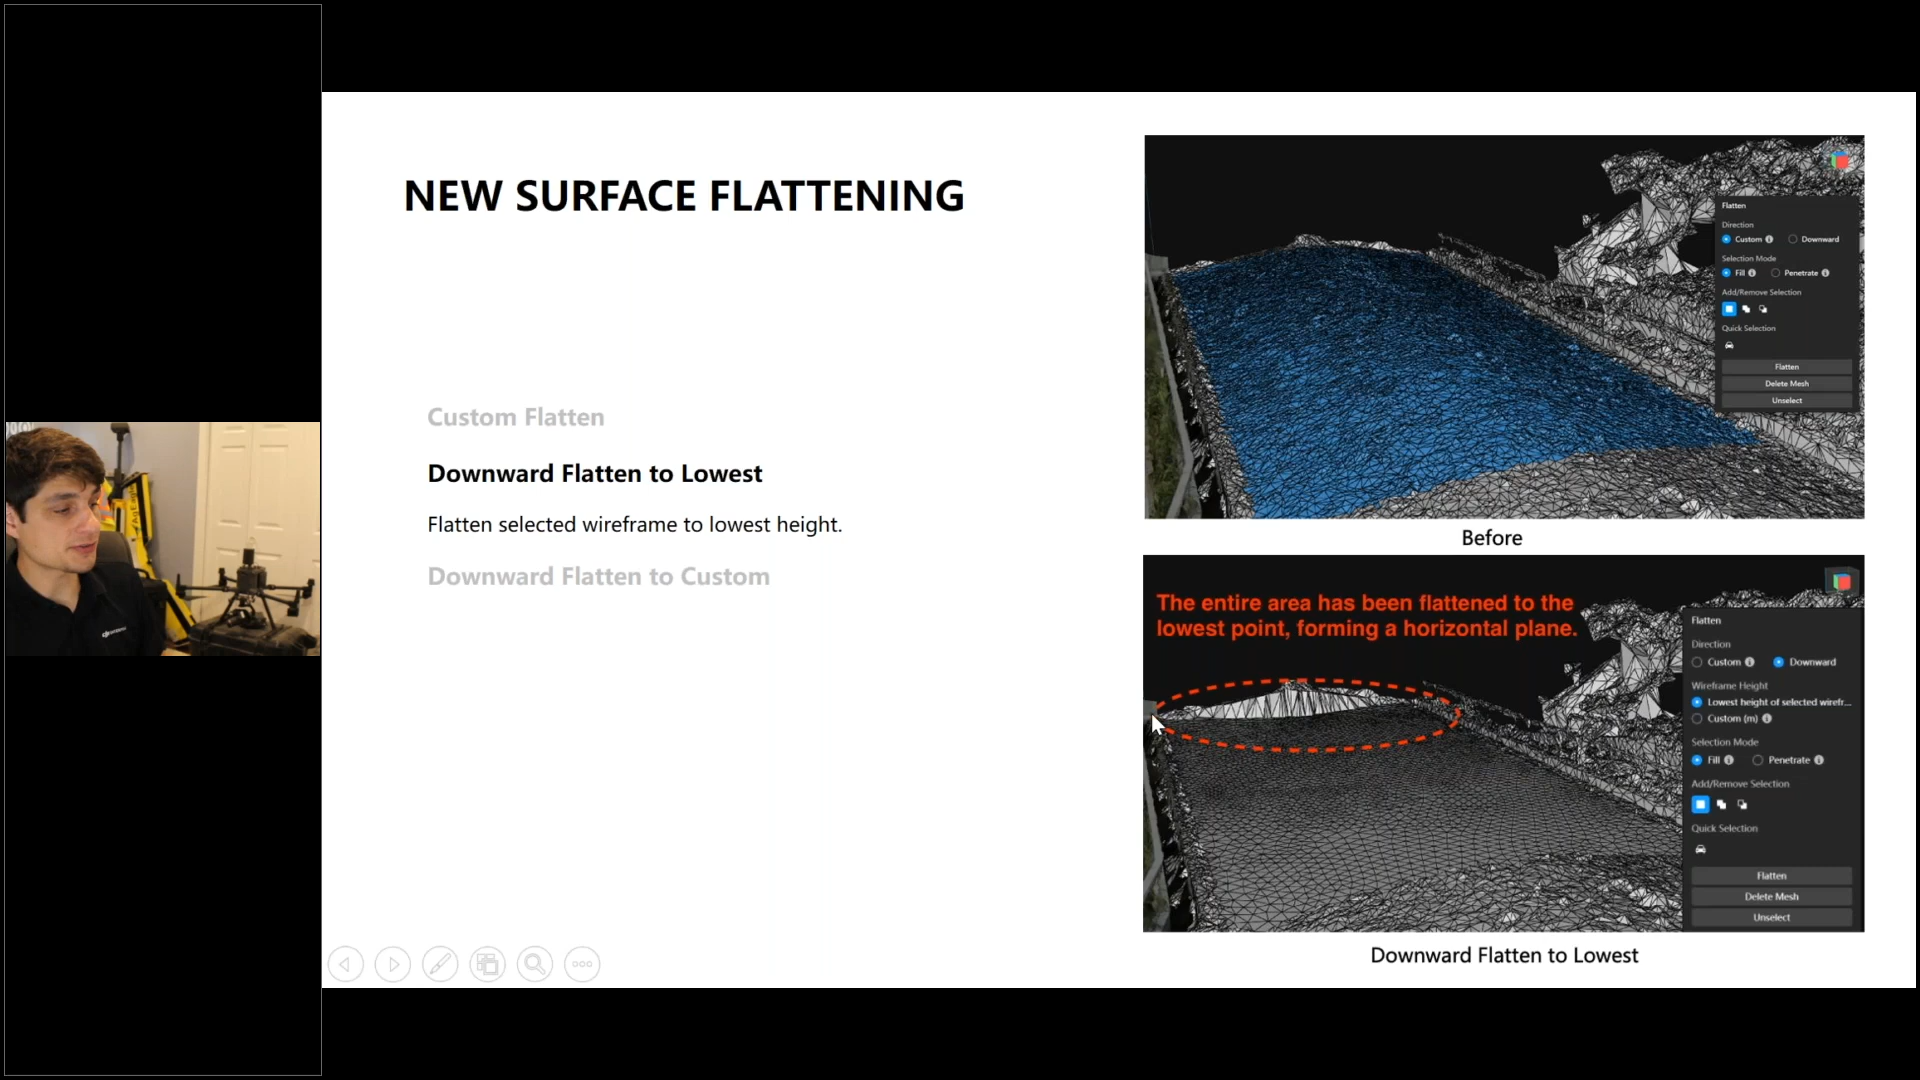 NEW SURFACE FLATTENING
Custom Flatten
Downward Flatten to Lowest
Flatten selected wireframe to lowest height.
Downward Flatten to Custom
Flatten
Direction
Custom
Downward
Selection Mode
Fill
Penetrate
Add/Remove Selection
Quick Selection
Flatten
Delete Mesh
Unselect
Before
The entire area has been flattened to the
lowest point, forming a horizontal plane.
Flatten
Direction
Custom
Downward
Wireframe Height
Lowest height of selected wirefr...
Custom (m)
Selection Mode
Fill
Penetrate
Add/Remove Selection
Quick Selection
Flatten
Delete Mesh
Unselect
Downward Flatten to Lowest